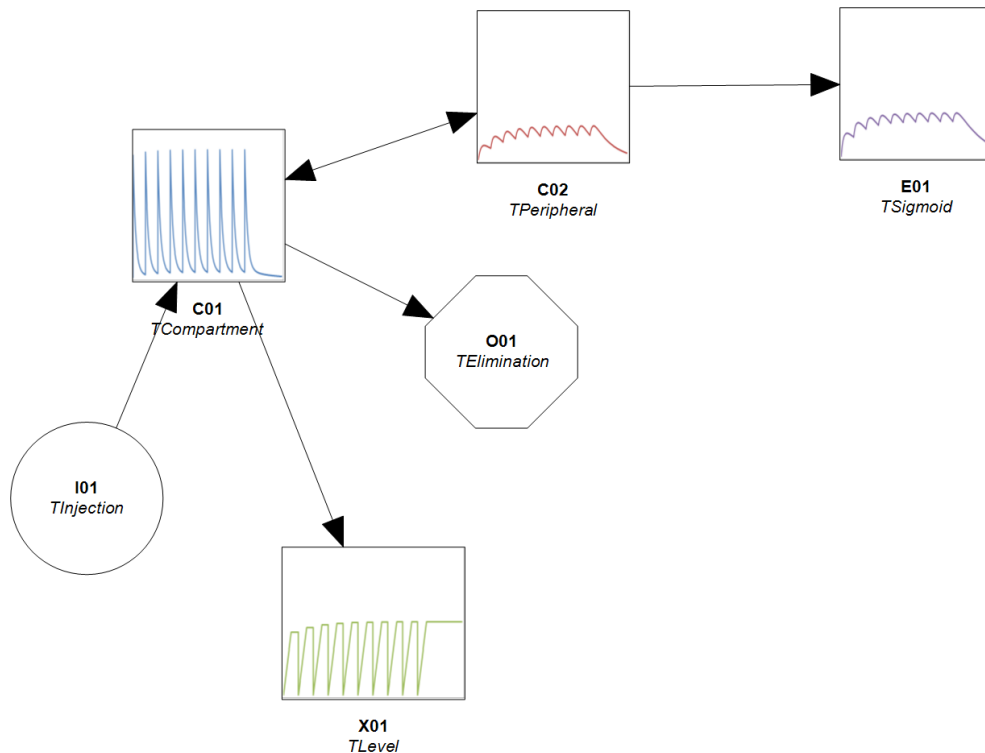 C02
TPeripheral
E01
TSigmoid
C01
TCompartment
O01
TElimination
I01
TInjection
X01
TLevel